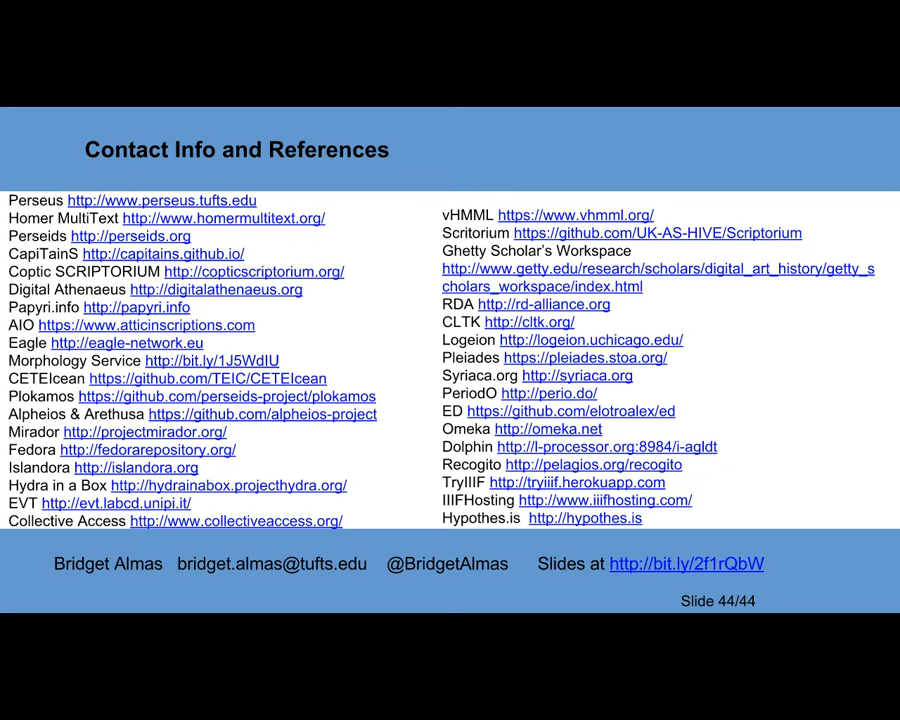 Contact Info and References
Perseus http://www.perseus.tufts.edu
Homer MultiText http://www.homermultitext.org/
Perseids http://perseids.org
CapiTainS http://capitains.github.io/
Coptic SCRIPTORIUM http://copticscriptorium.org/
Digital Athenaeus http://digitalathenaeus.org
Papyri.info http://papyri.info
AIO https://www.atticinscriptions.com
Eagle http://eagle-network.eu
Morphology Service http://bit.ly/1J5WdIU
CETEIcean https://github.com/TEIC/CETEIcean
Plokamos https://github.com/perseids-project/plokamos
Alpheios & Arethusa https://github.com/alpheios-project
Mirador http://projectmirador.org/
Fedora http://fedorarepository.org/
Islandora http://islandora.org
Hydra in a Box http://hydrainabox.projecthydra.org/
EVT http://evt.labcd.unipi.it/
Collective Access http://www.collectiveaccess.org/
vHMML https://www.vhmml.org/
Scritorium https://github.com/UK-AS-HIVE/Scriptorium
Ghetty Scholar's Workspace
http://www.getty.edu/research/scholars/digital_art_history/getty_s
cholars_workspace/index.html
RDA http://rd-alliance.org
CLTK http://cltk.org/
Logeion http://logeion.uchicago.edu/
Pleiades https://pleiades.stoa.org/
Syriaca.org http://syriaca.org
PeriodO http://perio.do/
ED https://github.com/elotroalex/ed
Omeka http://omeka.net
Dolphin http://l-processor.org:8984/i-agldt
Recogito http://pelagios.org/recogito
TryIIIF http://tryiiif.herokuapp.com
IIIFHosting http://www.iiifhosting.com/
Hypothes.is http://hypothes.is
Bridget Almas bridget.almas@tufts.edu @BridgetAlmas Slides at http://bit.ly/2f1rQbW
Slide 44/44